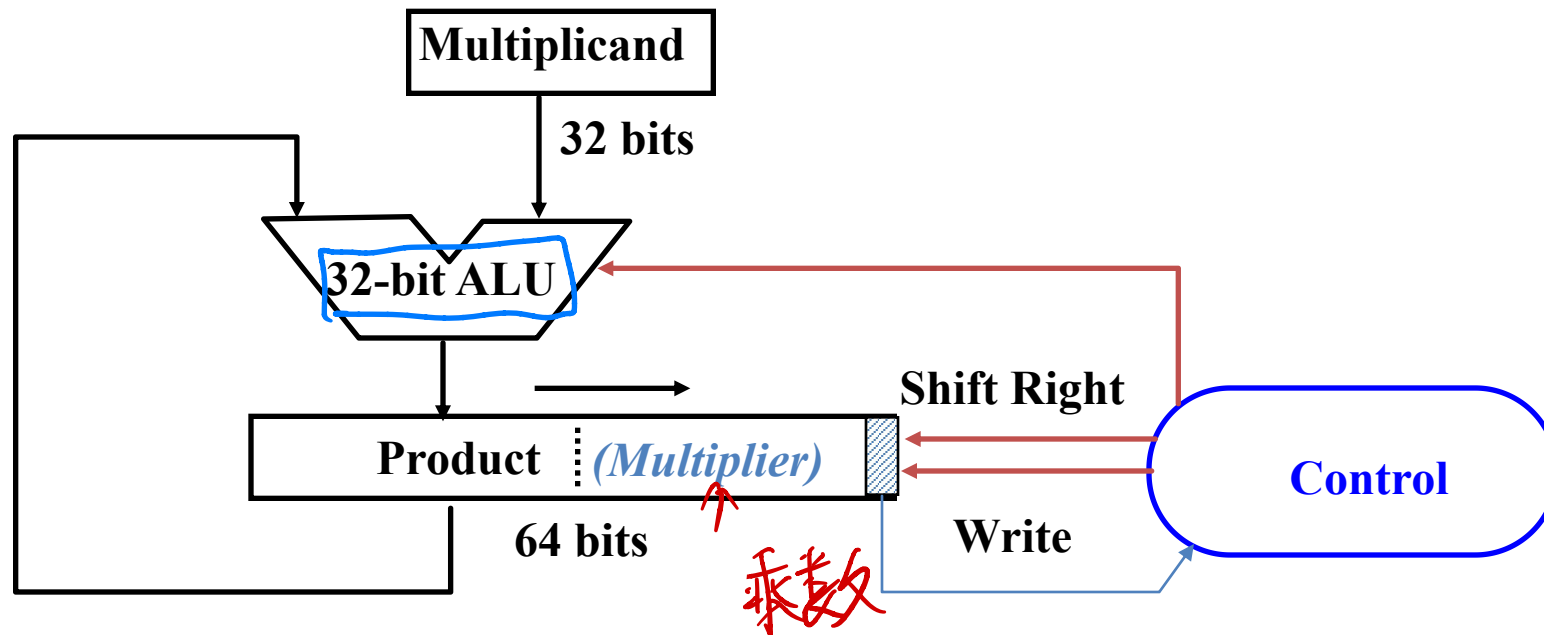 Multiplicand
32 bits
32-bit ALU
Shift Right
Product (Multiplier)
Control
64 bits
Write
乘数